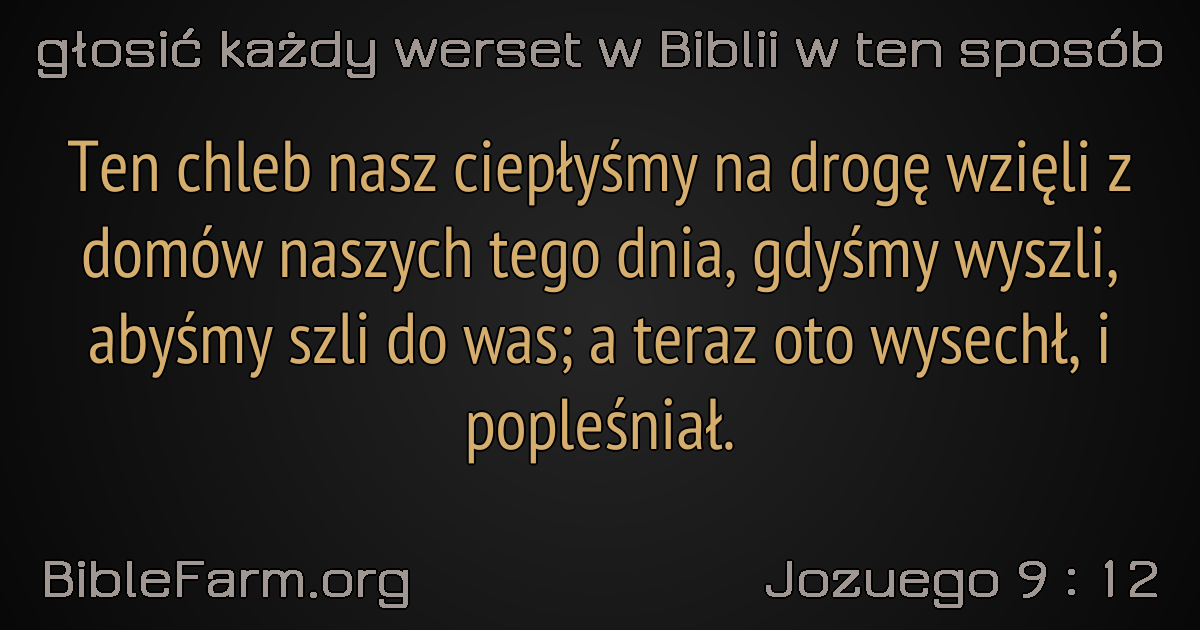 głosić każdy werset w Biblii w ten sposób
Ten chleb nasz ciepłyśmy na drogę wzięli z
domów naszych tego dnia, gdyśmy wyszli,
abyśmy szli do was; a teraz oto wysechł, i
popleśniał.
BibleFarm.org
Jozuego 9 : 12